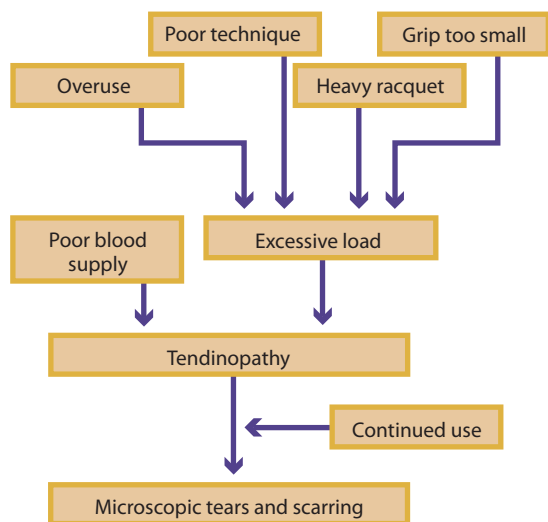 Poor technique
Grip too small
Overuse
Heavy racquet
Poor blood
supply
Excessive load
Tendinopathy
Continued use
Microscopic tears and scarring